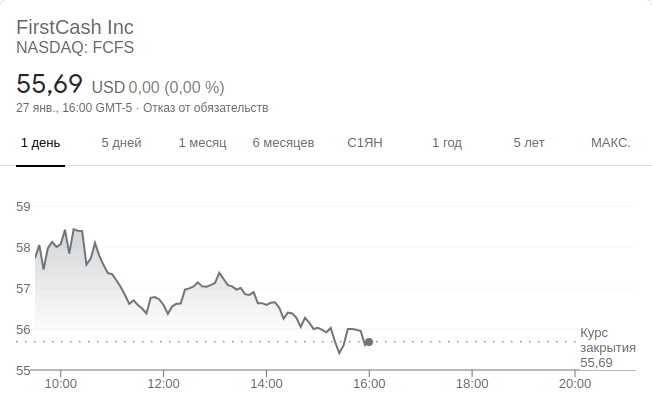 FirstCash Inc
NASDAQ: FCFS
55,69 USD 0,00 (0,00 %)
27 янв., 16:00 GMT-5 · Отказ от обязательств
1 день 5 дней 1 месяц 6 месяцев С1ЯН 1 год 5 лет МАКС.
59
58
57
56
55
Курс
закрытия
55,69
10:00 12:00 14:00 16:00 18:00 20:00